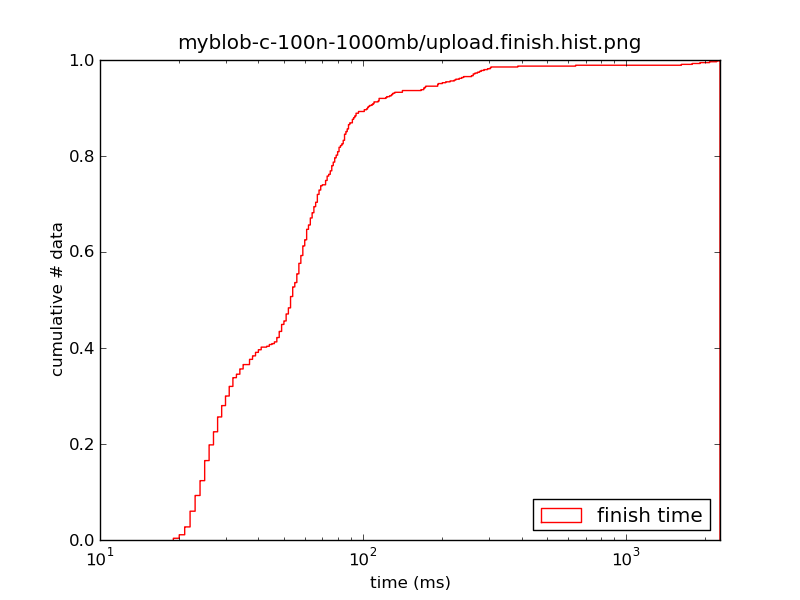 myblob-c-100n-1000mb/upload.finish.hist.png
1.0
0.8
0.6
0.4
0.2
0.0
cumulative # data
finish time
10¹ 10² 10³
time (ms)